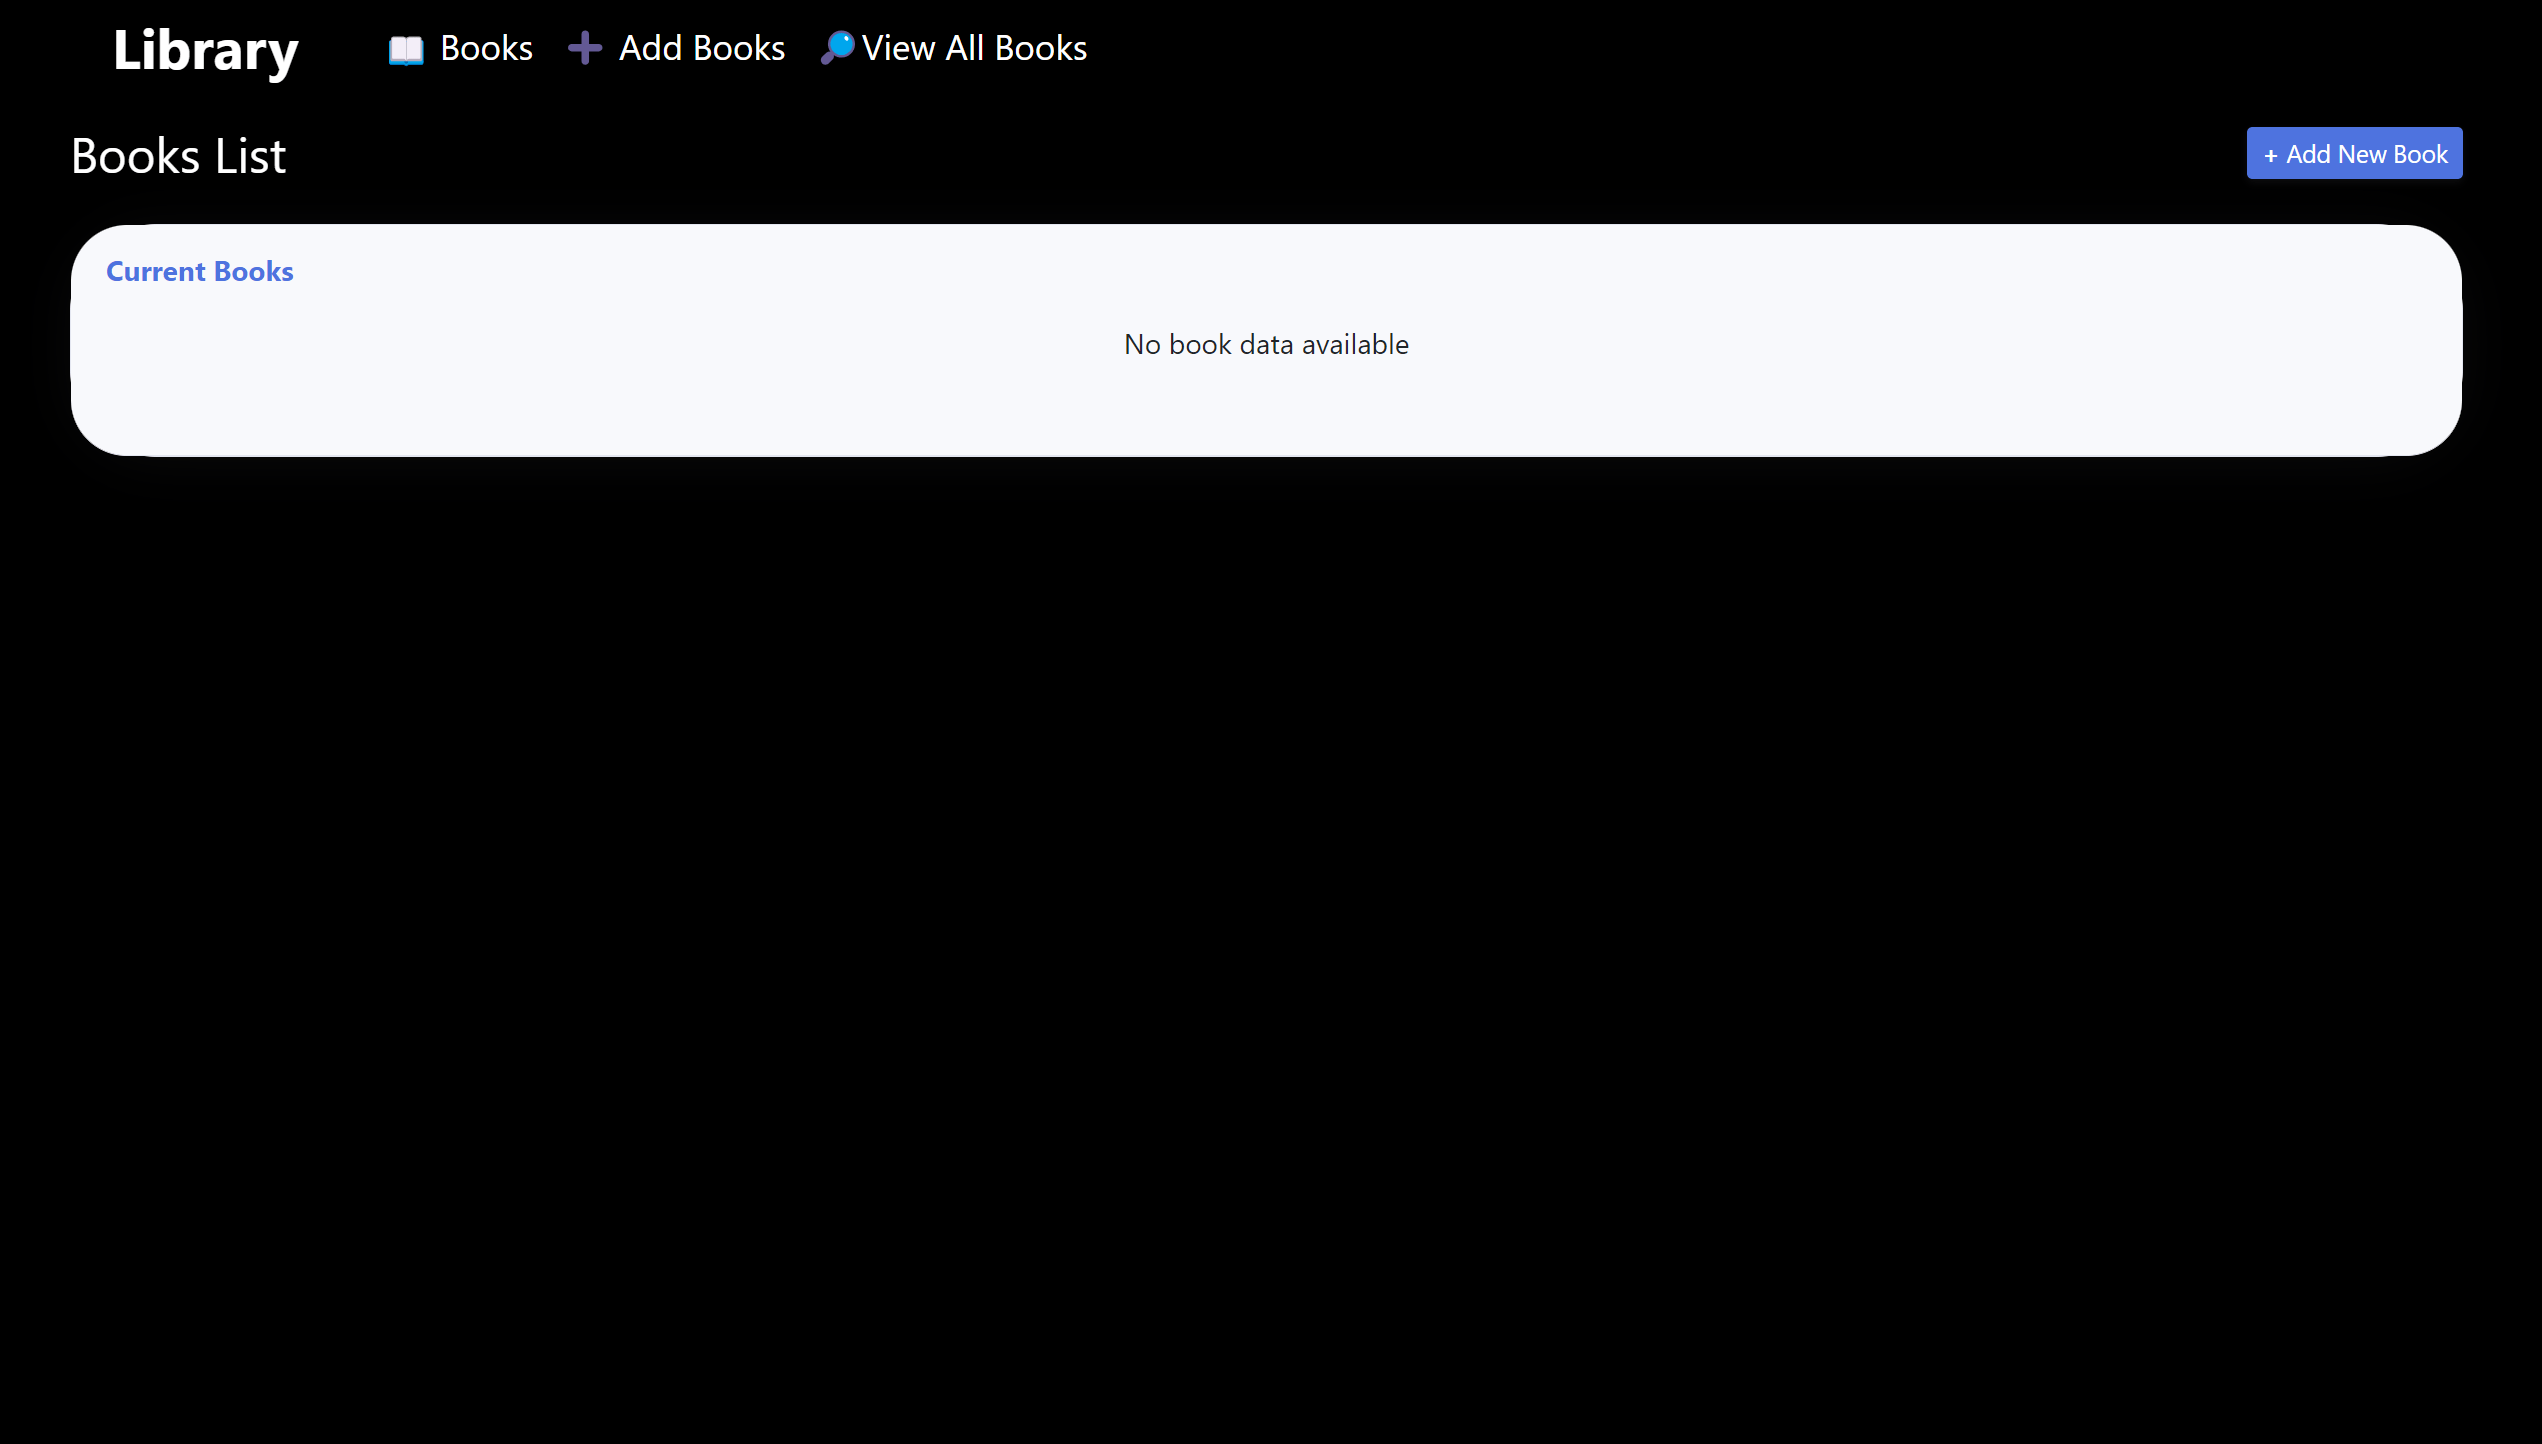 Library
📖 Books ➕ Add Books 🔎View All Books
Books List
+ Add New Book
Current Books
No book data available